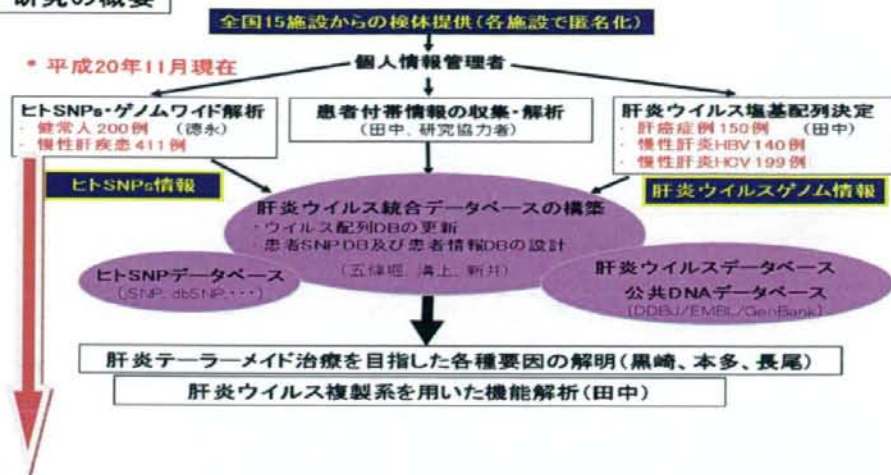 研究の概要
全国15施設からの検体提供(各施設で匿名化)
* 平成20年11月現在
個人情報管理者
ヒトSNPs・ゲノムワイド解析
・ 健常人200例 (徳永)
・ 慢性肝疾患411例
患者付帯情報の収集・解析
(田中、研究協力者)
肝炎ウイルス塩基配列決定
・ 肝癌症例150例 (田中)
・ 慢性肝炎HBV140例
・ 慢性肝炎HCV199例
ヒトSNPs情報
肝炎ウイルスゲノム情報
肝炎ウイルス統合データベースの構築
・ウイルス配列DBの更新
・患者SNP DB及び患者情報DBの設計
(五條堀、溝上、新井)
ヒトSNPデータベース
(jSNP, dbSNP,・・・)
肝炎ウイルスデータベース
公共DNAデータベース
(DDBJ/EMBL/GenBank)
肝炎テーラーメイド治療を目指した各種要因の解明(黒崎、本多、長尾)
肝炎ウイルス複製系を用いた機能解析(田中)